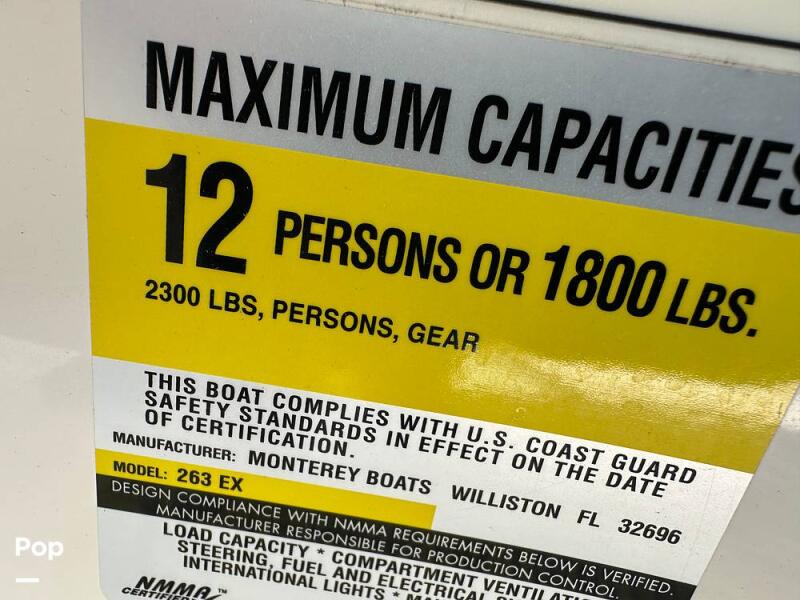 MAXIMUM CAPACITIES
12 PERSONS OR 1800 LBS.
2300 LBS, PERSONS, GEAR
THIS BOAT COMPLIES WITH U.S. COAST GUARD
SAFETY STANDARDS IN EFFECT ON THE DATE
OF CERTIFICATION.
MANUFACTURER: MONTEREY BOATS WILLISTON FL 32696
MODEL: 263 EX
DESIGN COMPLIANCE WITH NMMA REQUIREMENTS BELOW IS VERIFIED.
MANUFACTURER RESPONSIBLE FOR PRODUCTION CONTROL.
LOAD CAPACITY * COMPARTMENT VENTILATION
STEERING, FUEL AND ELECTRICAL
INTERNATIONAL LIGHTS *
NMMA™
CERTIFIED
Pop